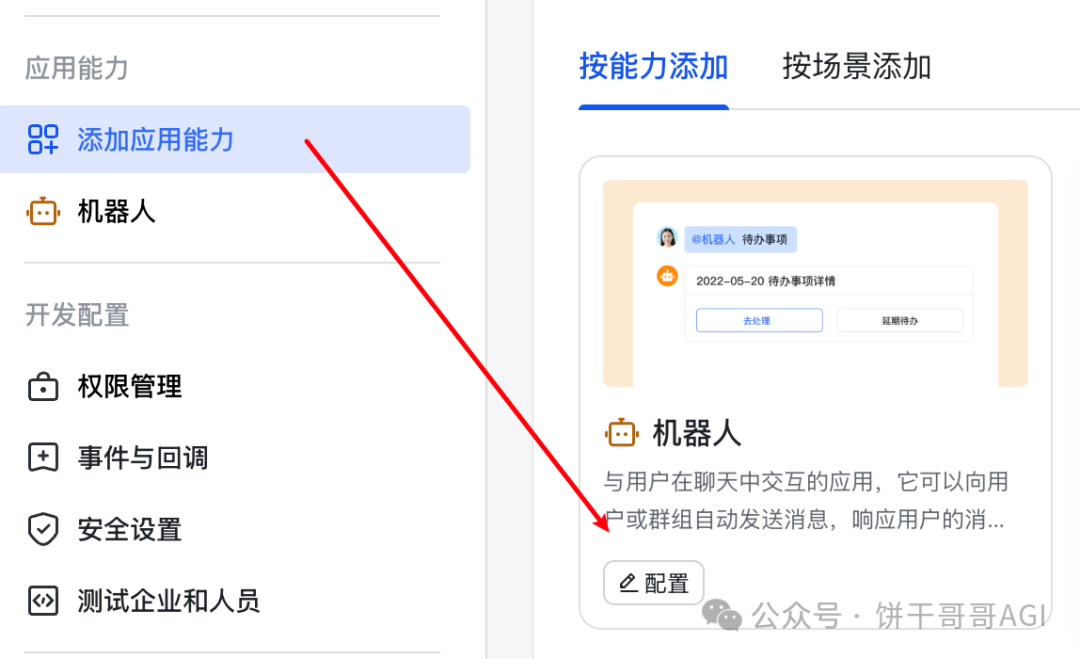 应用能力
添加应用能力
机器人
开发配置
权限管理
事件与回调
安全设置
测试企业和人员
按能力添加 按场景添加
@机器人 待办事项
2022-05-20 待办事项详情
去处理 延期待办
机器人
与用户在聊天中交互的应用，它可以向用
户或群组自动发送消息，响应用户的消...
配置
公众号 · 饼干哥哥AGI